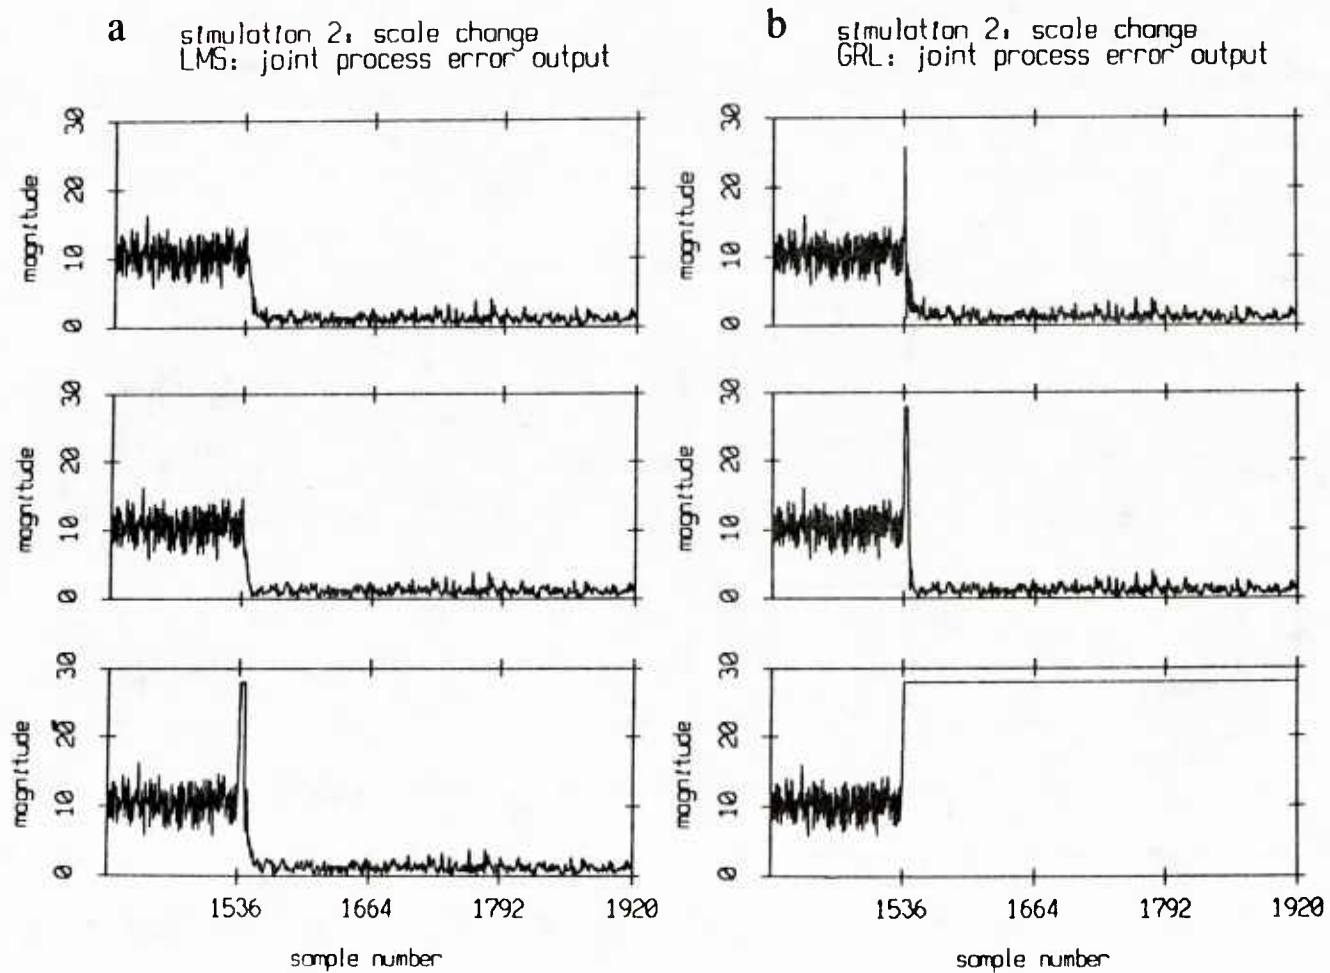 a
simulation 2: scale change
LMS: joint process error output
b
simulation 2: scale change
GRL: joint process error output
magnitude
30
20
10
0
magnitude
30
20
10
0
magnitude
30
20
10
0
1536 1664 1792 1920
sample number
magnitude
30
20
10
0
magnitude
30
20
10
0
magnitude
30
20
10
0
1536 1664 1792 1920
sample number